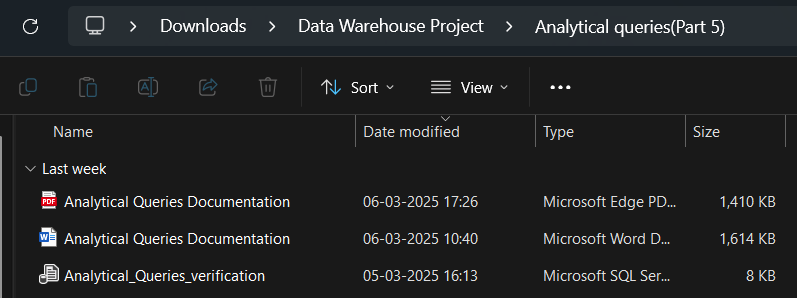 Downloads > Data Warehouse Project > Analytical queries(Part 5)
Sort View
Name Date modified Type Size
Last week
PDF Analytical Queries Documentation 06-03-2025 17:26 Microsoft Edge PD... 1,410 KB
W Analytical Queries Documentation 06-03-2025 10:40 Microsoft Word D... 1,614 KB
Analytical_Queries_verification 05-03-2025 16:13 Microsoft SQL Ser... 8 KB